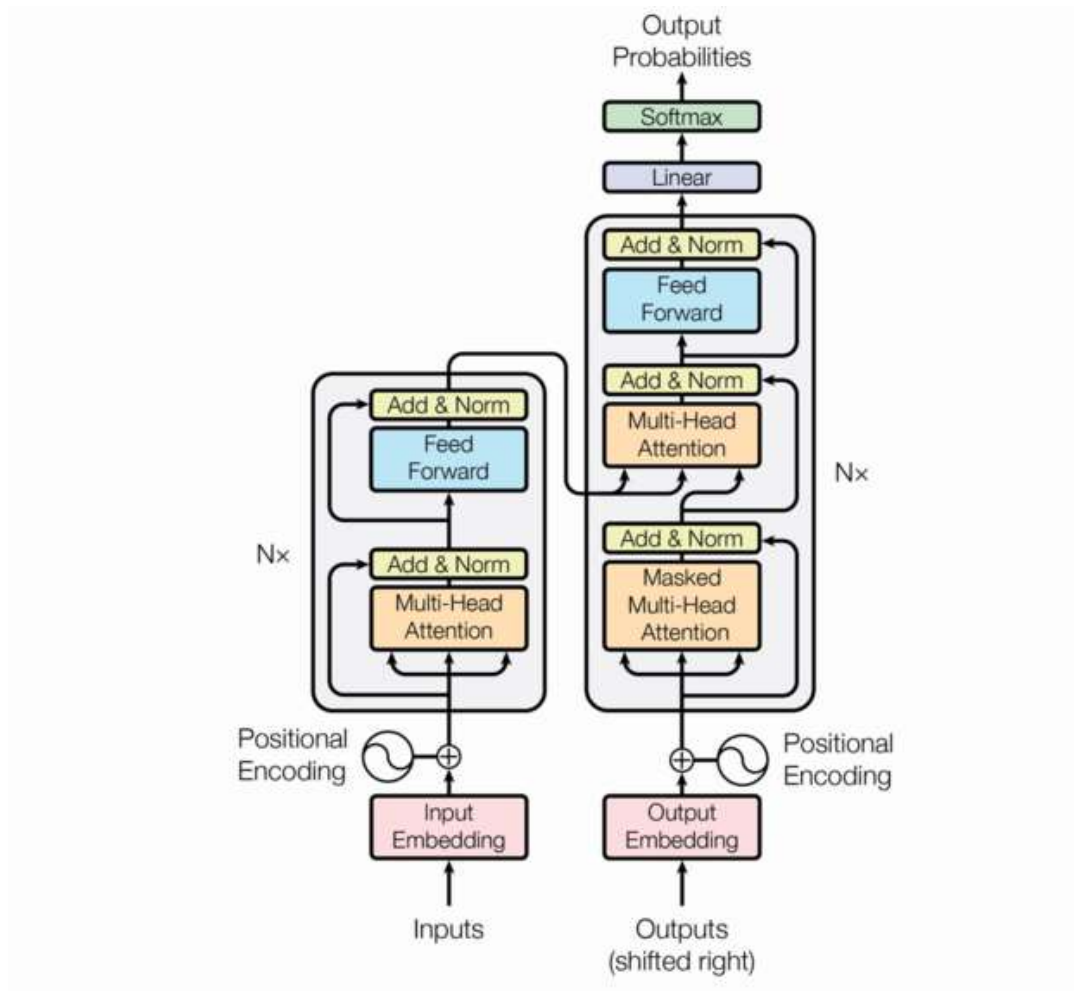 Output
Probabilities
Softmax
Linear
Add & Norm
Feed
Forward
Add & Norm
Multi-Head
Attention
Nx
Add & Norm
Masked
Multi-Head
Attention
Add & Norm
Feed
Forward
Nx
Add & Norm
Multi-Head
Attention
Positional
Encoding
Positional
Encoding
Input
Embedding
Output
Embedding
Inputs
Outputs
(shifted right)